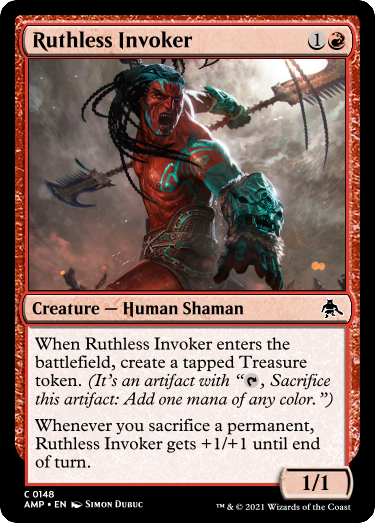 Ruthless Invoker 1
Creature — Human Shaman
When Ruthless Invoker enters the
battlefield, create a tapped Treasure
token. (It's an artifact with “, Sacrifice
this artifact: Add one mana of any color.”)
Whenever you sacrifice a permanent,
Ruthless Invoker gets +1/+1 until end
of turn.
1/1
C 0148
AMP • EN Simon Dubuc
™ & © 2021 Wizards of the Coast